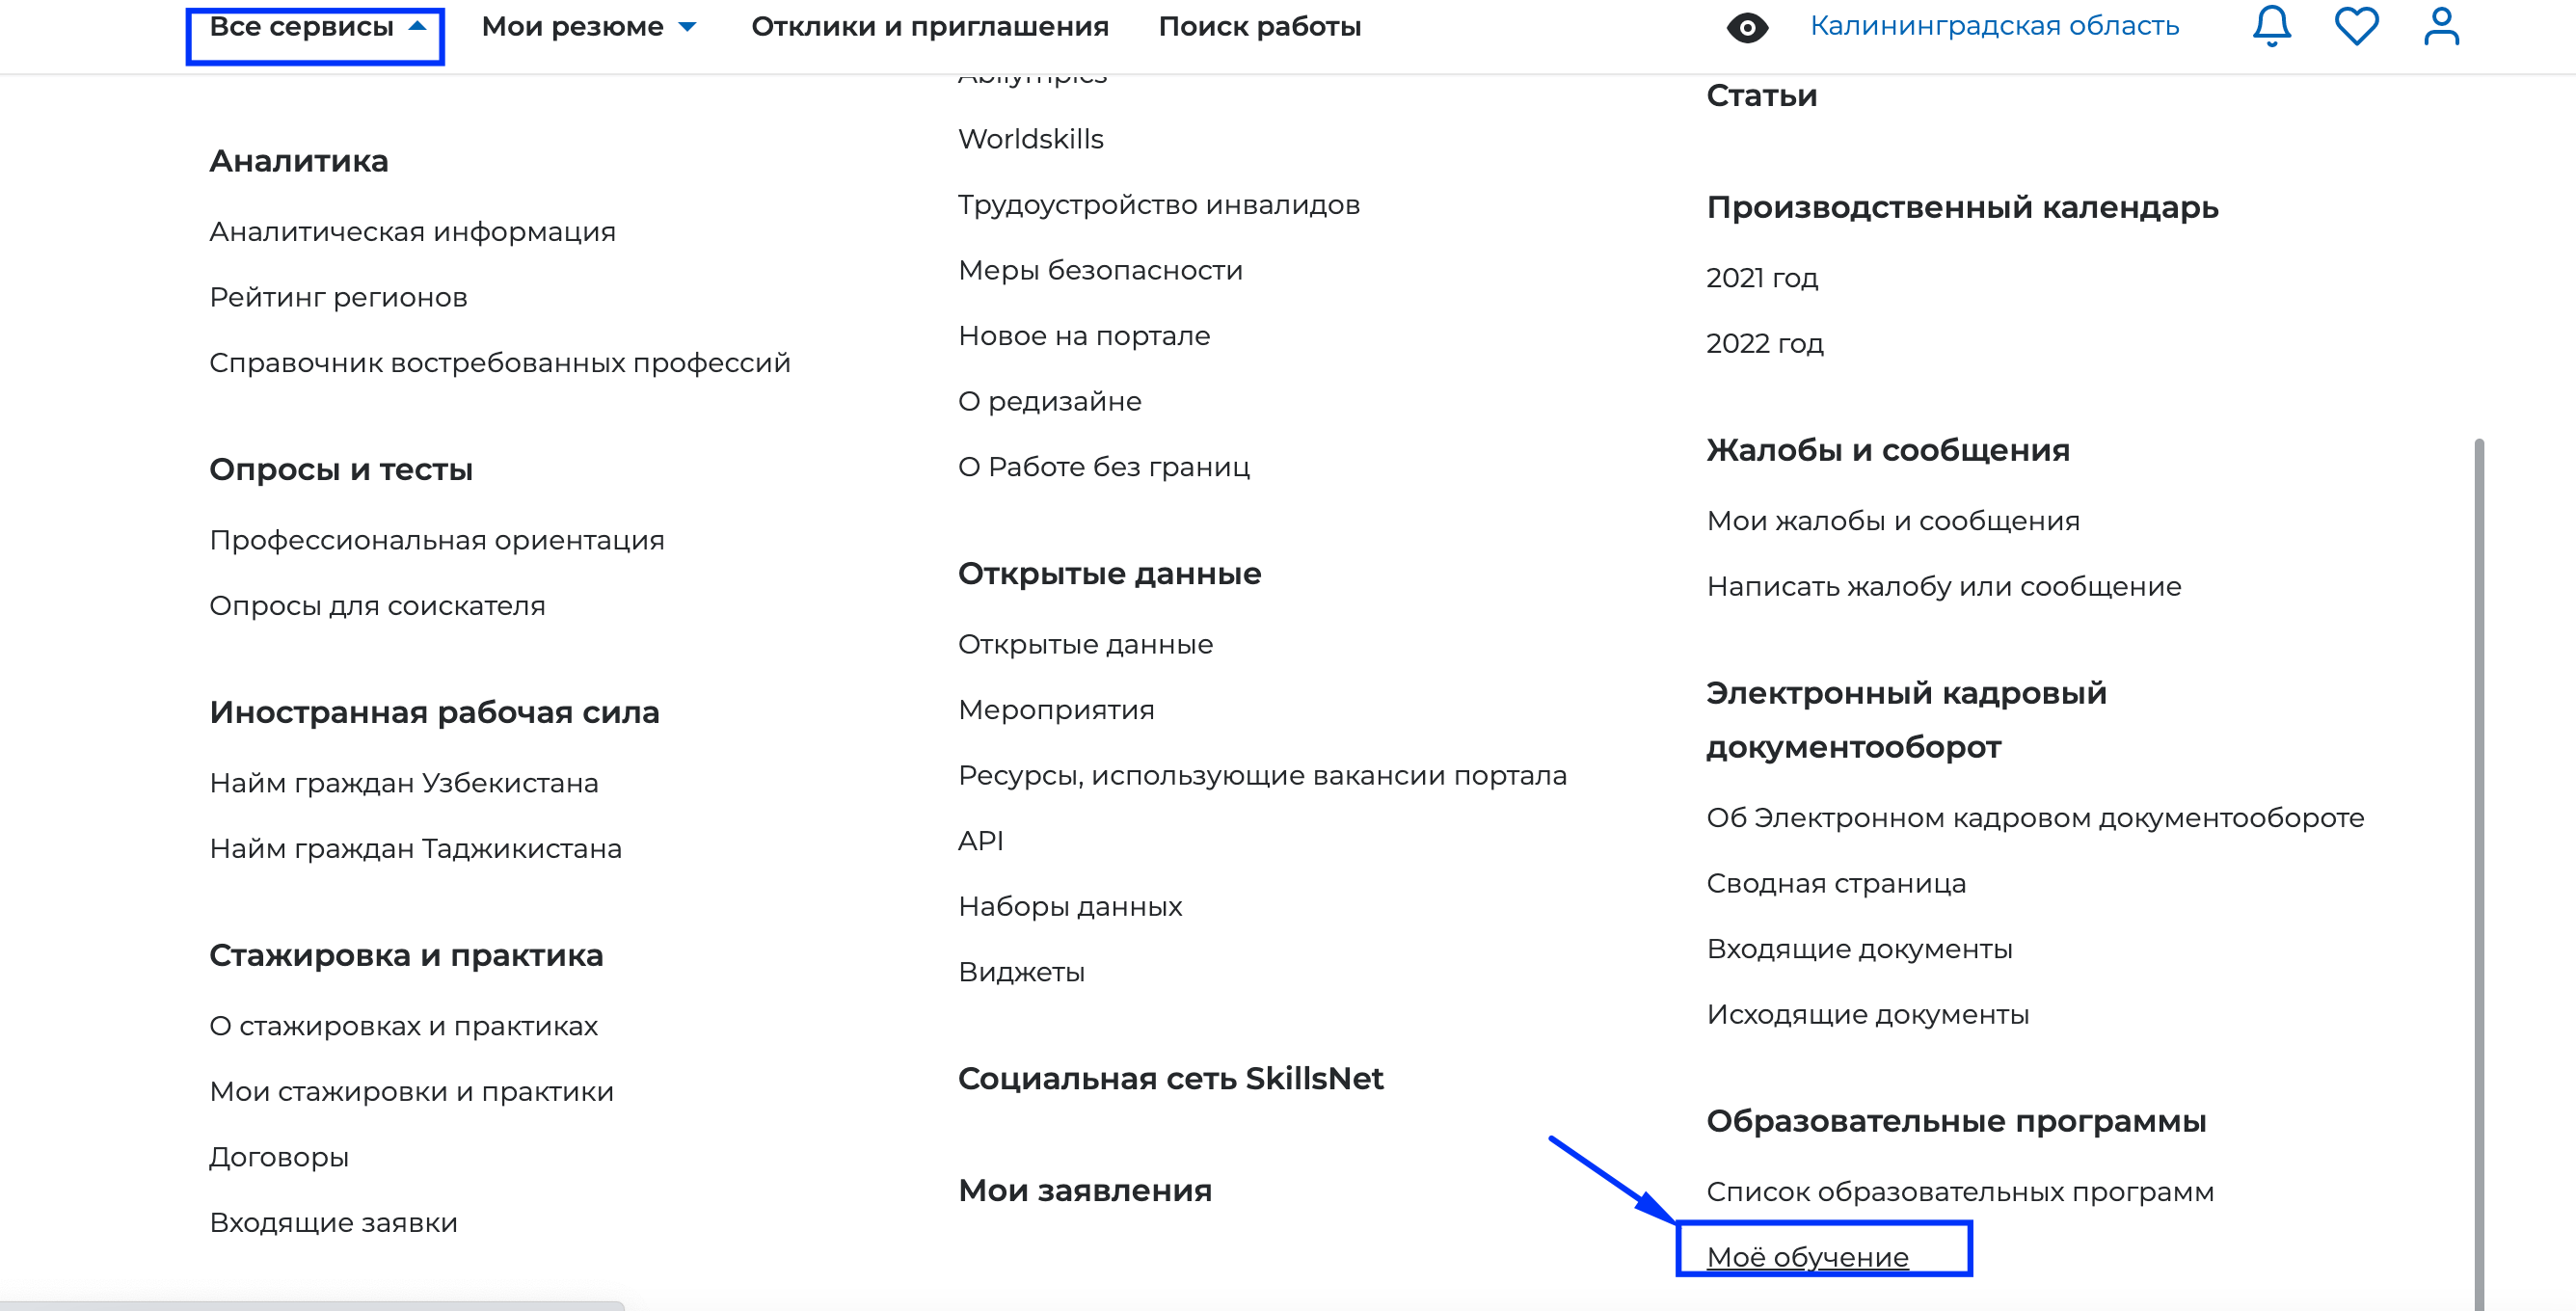 Все сервисы
Мои резюме
Отклики и приглашения
Поиск работы
Калининградская область
Аналитика
Аналитическая информация
Рейтинг регионов
Справочник востребованных профессий
Опросы и тесты
Профессиональная ориентация
Опросы для соискателя
Иностранная рабочая сила
Найм граждан Узбекистана
Найм граждан Таджикистана
Стажировка и практика
О стажировках и практиках
Мои стажировки и практики
Договоры
Входящие заявки
Abilympics
Worldskills
Трудоустройство инвалидов
Меры безопасности
Новое на портале
О редизайне
О Работе без границ
Открытые данные
Открытые данные
Мероприятия
Ресурсы, использующие вакансии портала
API
Наборы данных
Виджеты
Социальная сеть SkillsNet
Мои заявления
Статьи
Производственный календарь
2021 год
2022 год
Жалобы и сообщения
Мои жалобы и сообщения
Написать жалобу или сообщение
Электронный кадровый
документооборот
Об Электронном кадровом документообороте
Сводная страница
Входящие документы
Исходящие документы
Образовательные программы
Список образовательных программ
Моё обучение